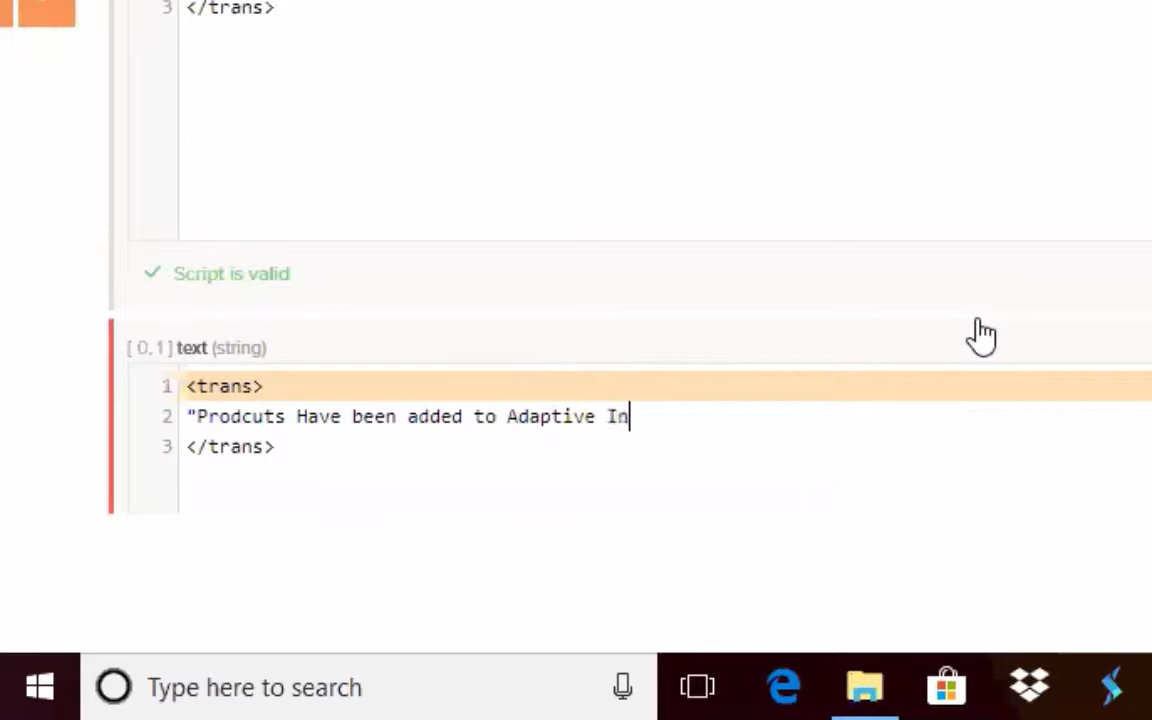 3 </trans>
Script is valid
[ 0, 1 ] text (string)
1 <trans>
2 "Prodcuts Have been added to Adaptive In
3 </trans>
Type here to search